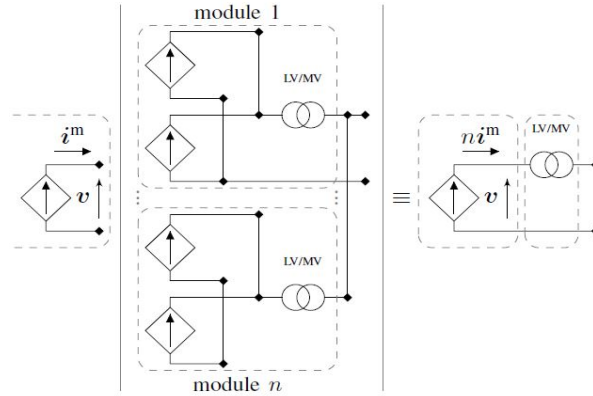 module 1
LV/MV
i^m
v
LV/MV
module n
≡
ni^m
LV/MV
v